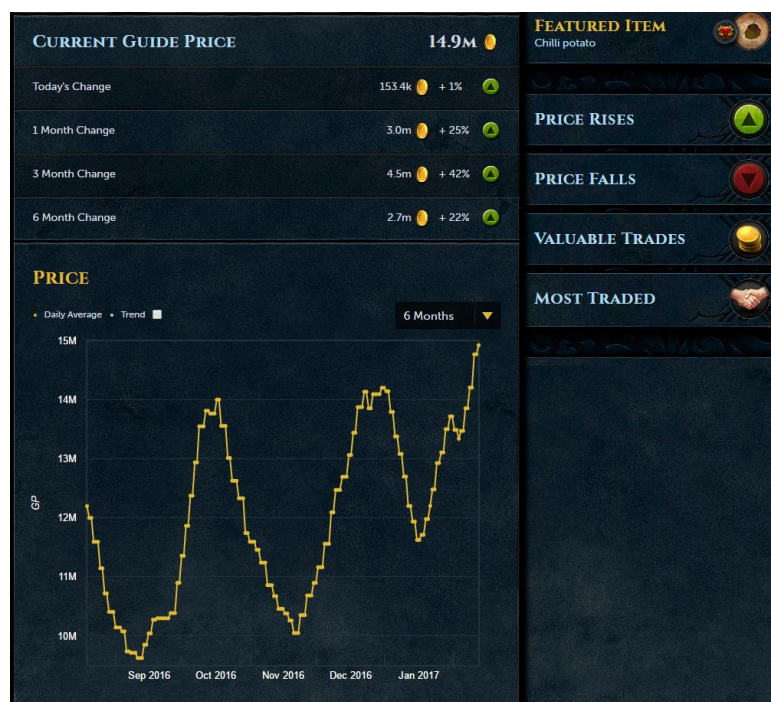 Current Guide Price 14.9m
Today's Change 153.4k + 1%
1 Month Change 3.0m + 25%
3 Month Change 4.5m + 42%
6 Month Change 2.7m + 22%
Price
Daily Average Trend
6 Months
15M
14M
13M
12M
11M
10M
GP
Sep 2016 Oct 2016 Nov 2016 Dec 2016 Jan 2017
Featured Item
Chilli potato
Price Rises
Price Falls
Valuable Trades
Most Traded